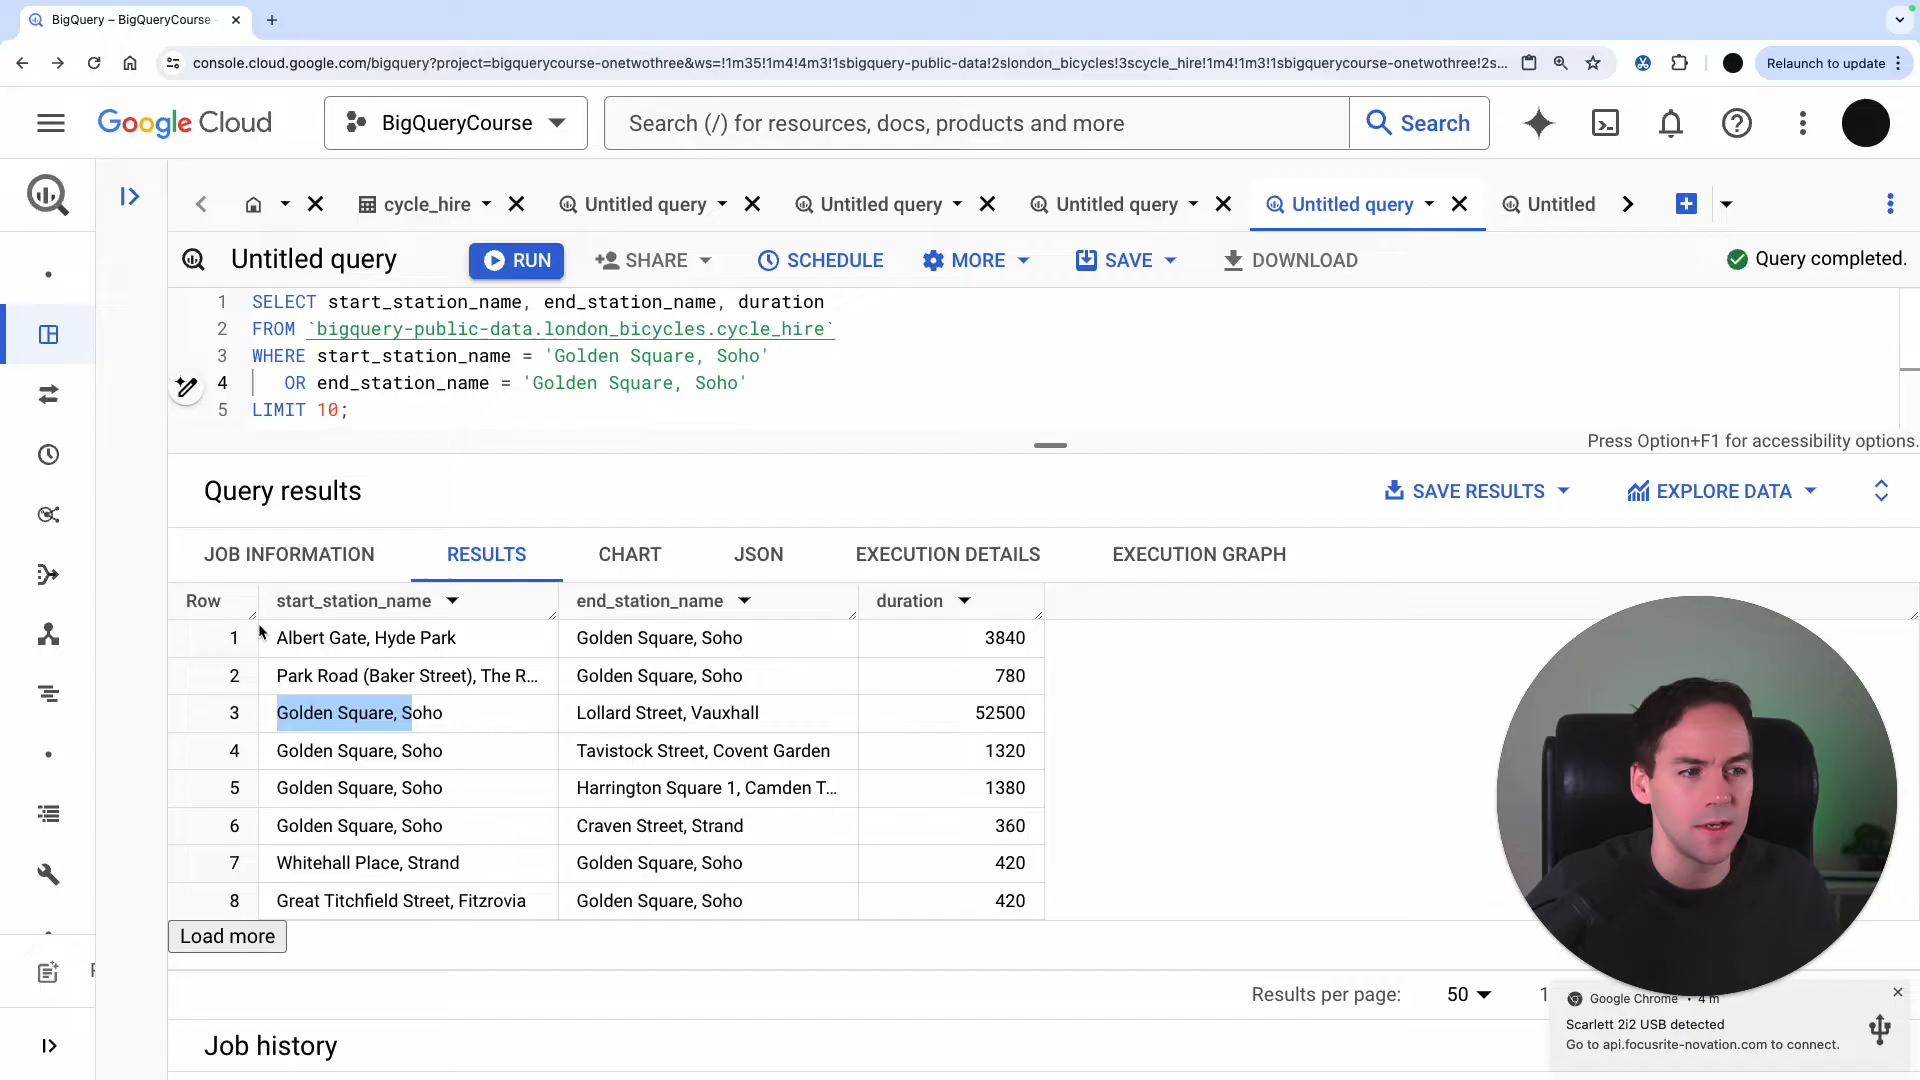 BigQuery – BigQueryCourse
console.cloud.google.com/bigquery?project=bigquerycourse-onetwothree&ws=!1m35!1m4!4m3!1sbigquery-public-data!2slondon_bicycles!3scycle_hire!1m4!1m3!1sbigquerycourse-onetwothree!2s...
Relaunch to update
Google Cloud
BigQueryCourse
Search (/) for resources, docs, products and more
Search
cycle_hire
Untitled query
Untitled query
Untitled query
Untitled query
Untitled
Untitled query
RUN
SHARE
SCHEDULE
MORE
SAVE
DOWNLOAD
Query completed.
1 SELECT start_station_name, end_station_name, duration
2 FROM `bigquery-public-data.london_bicycles.cycle_hire`
3 WHERE start_station_name = 'Golden Square, Soho'
4 OR end_station_name = 'Golden Square, Soho'
5 LIMIT 10;
Press Option+F1 for accessibility options.
Query results
SAVE RESULTS
EXPLORE DATA
JOB INFORMATION
RESULTS
CHART
JSON
EXECUTION DETAILS
EXECUTION GRAPH
Row start_station_name end_station_name duration
1 Albert Gate, Hyde Park Golden Square, Soho 3840
2 Park Road (Baker Street), The R... Golden Square, Soho 780
3 Golden Square, Soho Lollard Street, Vauxhall 52500
4 Golden Square, Soho Tavistock Street, Covent Garden 1320
5 Golden Square, Soho Harrington Square 1, Camden T... 1380
6 Golden Square, Soho Craven Street, Strand 360
7 Whitehall Place, Strand Golden Square, Soho 420
8 Great Titchfield Street, Fitzrovia Golden Square, Soho 420
Load more
Results per page: 50 1
Google Chrome • 4 m
Scarlett 2i2 USB detected
Go to api.focusrite-novation.com to connect.
Job history